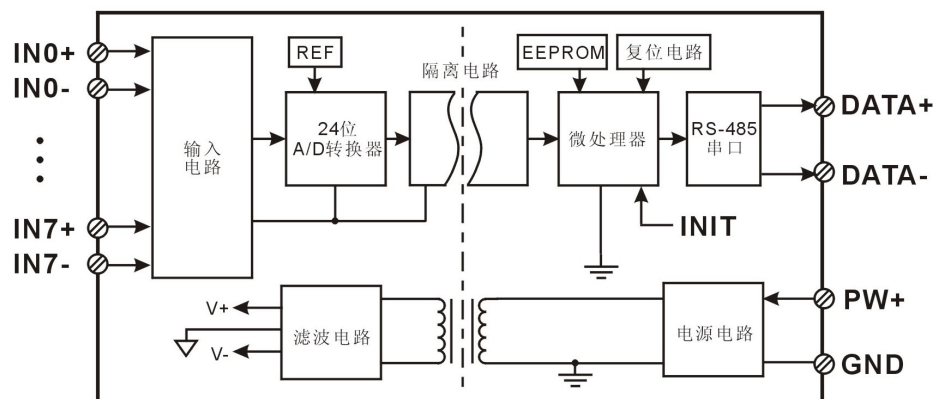 IN0+
IN0-
IN7+
IN7-
输入
电路
REF
24位
A/D转换器
隔离电路
EEPROM
复位电路
微处理器
RS-485
串口
INIT
DATA+
DATA-
V+
V-
滤波电路
电源电路
PW+
GND